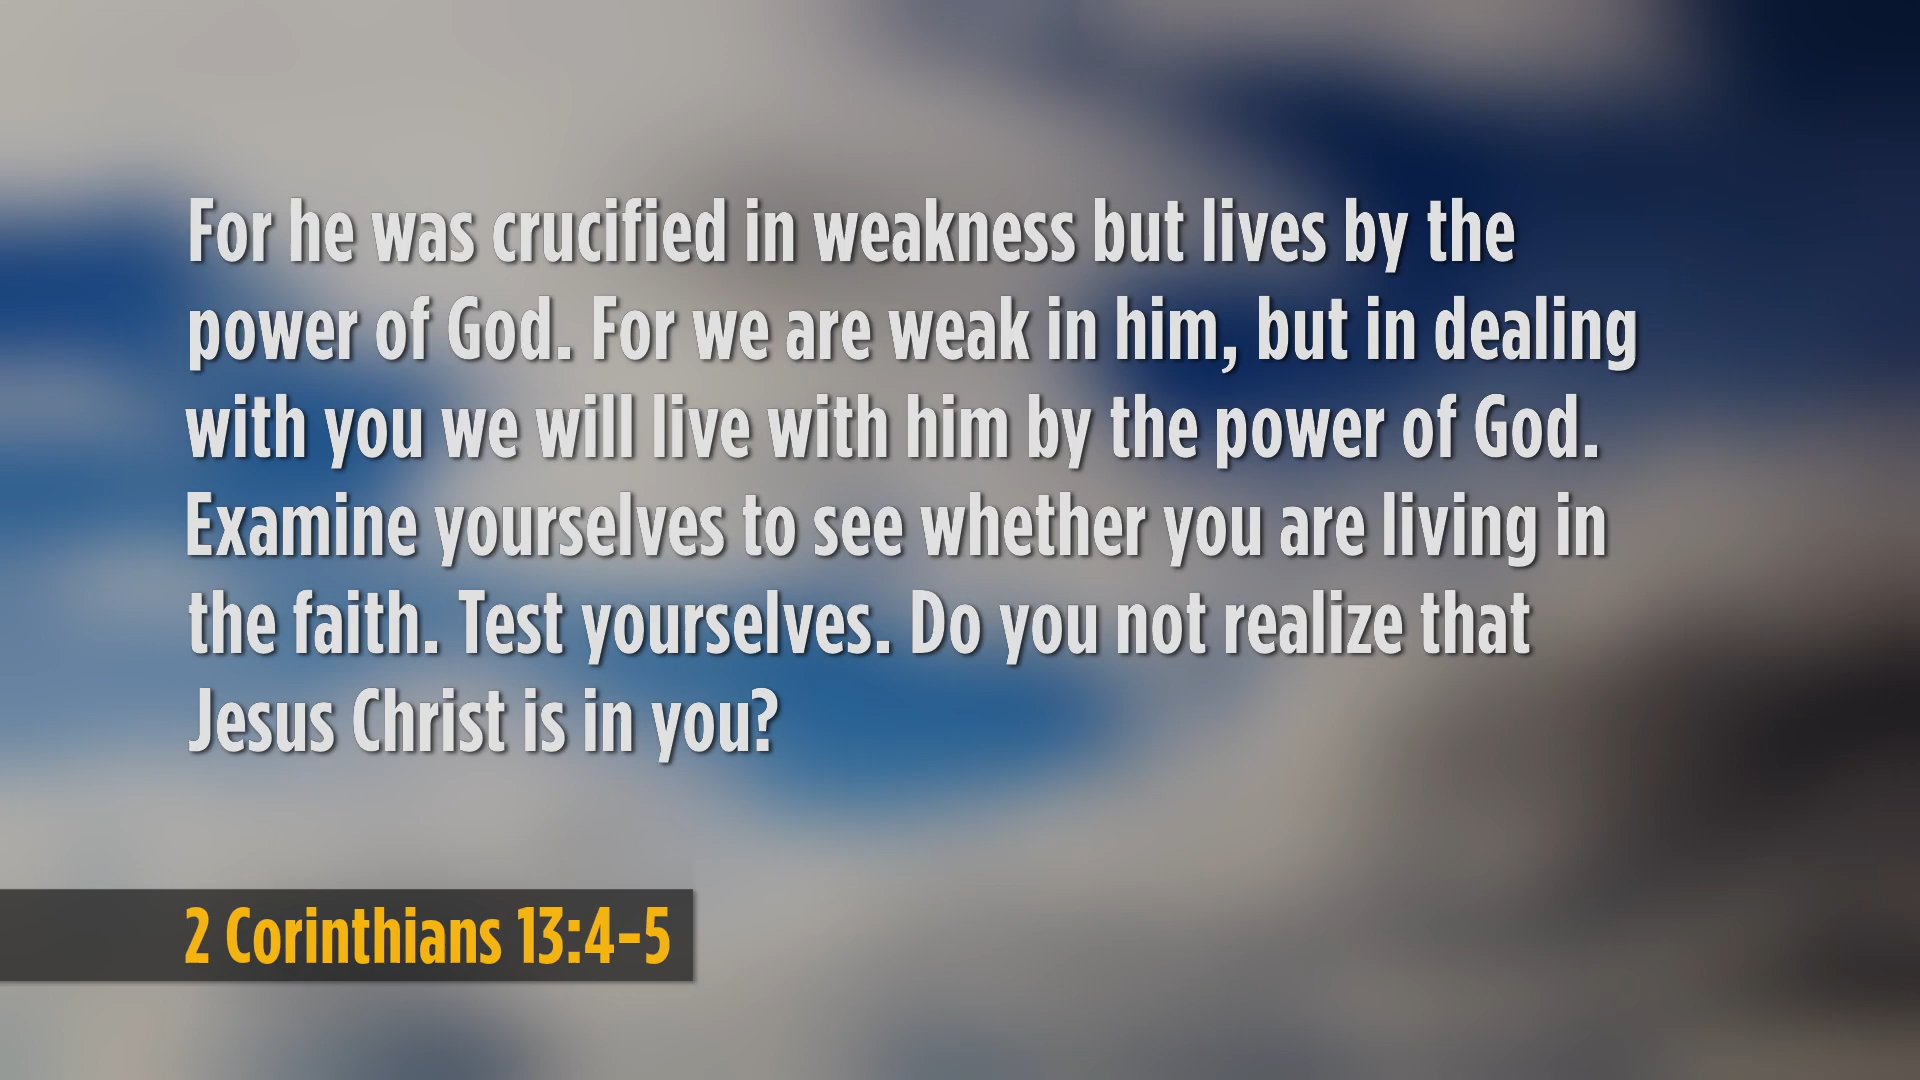 For he was crucified in weakness but lives by the
power of God. For we are weak in him, but in dealing
with you we will live with him by the power of God.
Examine yourselves to see whether you are living in
the faith. Test yourselves. Do you not realize that
Jesus Christ is in you?
2 Corinthians 13:4-5